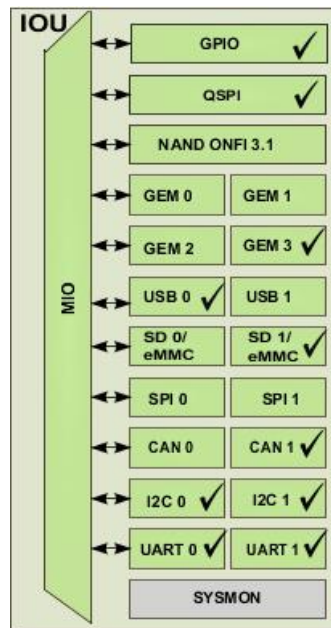 IOU
MIO
GPIO
QSPI
NAND ONFI 3.1
GEM 0 GEM 1
GEM 2 GEM 3
USB 0 USB 1
SD 0/ SD 1/
eMMC eMMC
SPI 0 SPI 1
CAN 0 CAN 1
I2C 0 I2C 1
UART 0 UART 1
SYSMON